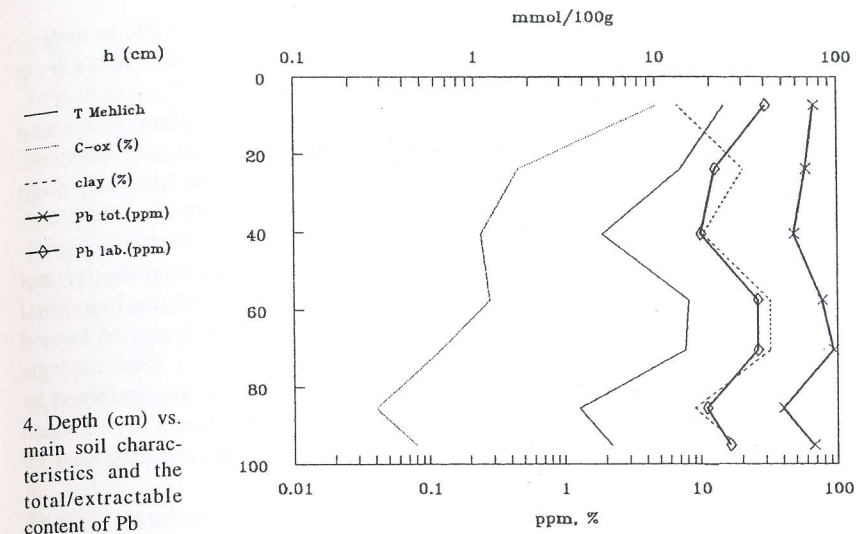 mmol/100g
h (cm)
0.1 1 10 100
T Mehlich
C-ox (%)
clay (%)
Pb tot.(ppm)
Pb lab.(ppm)
0
20
40
60
80
100
0.01 0.1 1 10 100
ppm, %
4. Depth (cm) vs.
main soil charac-
teristics and the
total/extractable
content of Pb